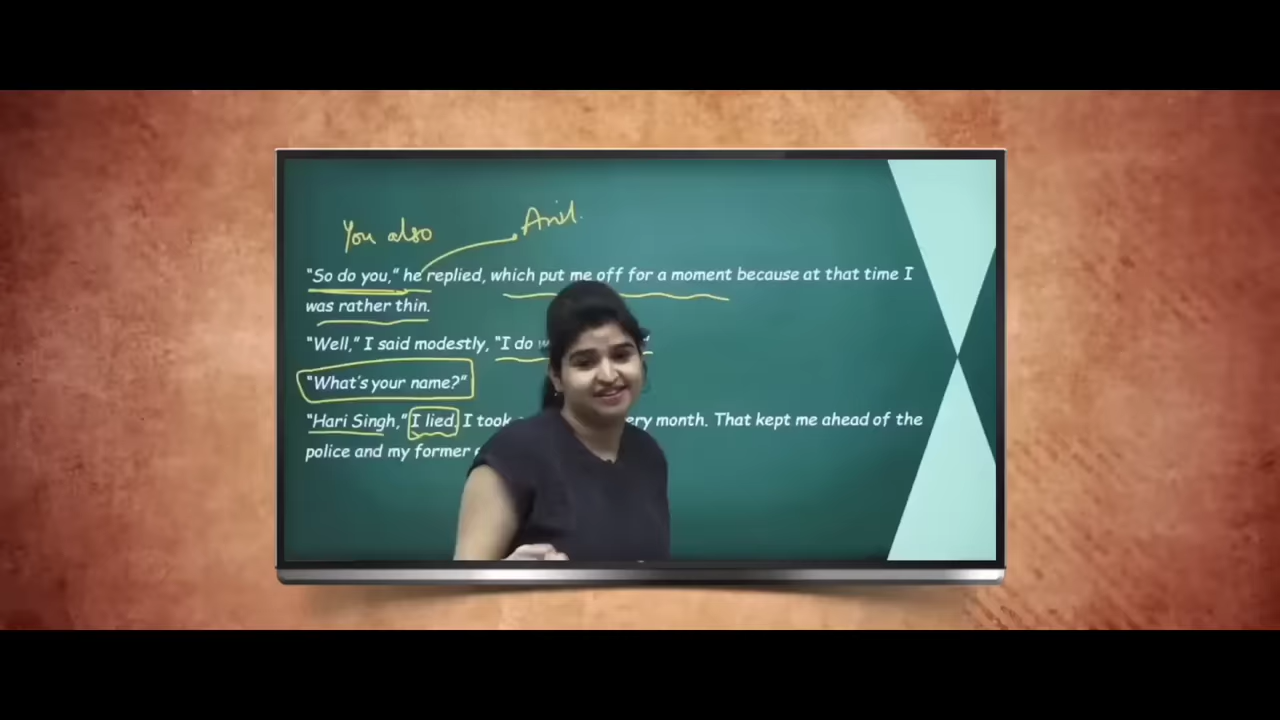 You also
Anil.
"So do you," he replied, which put me off for a moment because at that time I
was rather thin.
"Well," I said modestly, "I do
"What's your name?"
"Hari Singh," I lied. I took month. That kept me ahead of the
police and my former